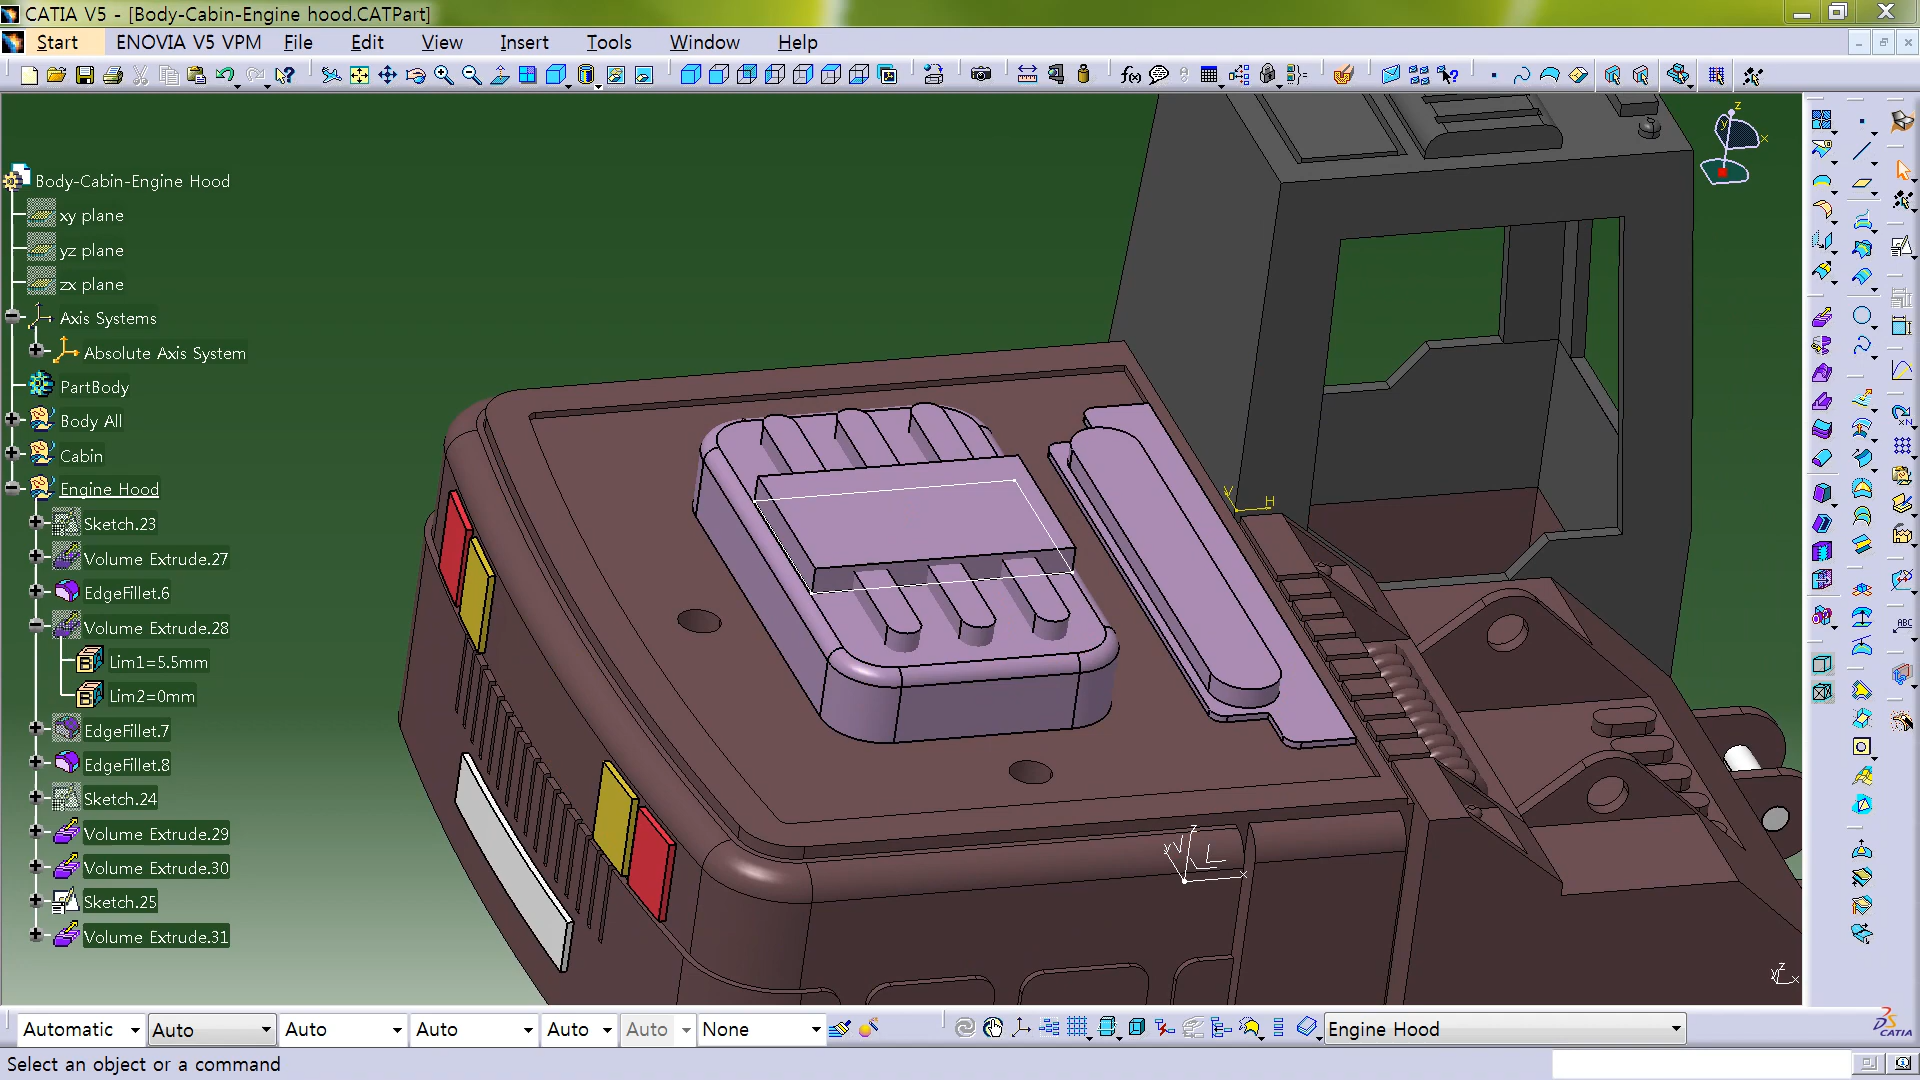 CATIA V5 - [Body-Cabin-Engine hood.CATPart]
Start ENOVIA V5 VPM File Edit View Insert Tools Window Help
Body-Cabin-Engine Hood
xy plane
yz plane
zx plane
Axis Systems
Absolute Axis System
PartBody
Body All
Cabin
Engine Hood
Sketch.23
Volume Extrude.27
EdgeFillet.6
Volume Extrude.28
Lim1=5.5mm
Lim2=0mm
EdgeFillet.7
EdgeFillet.8
Sketch.24
Volume Extrude.29
Volume Extrude.30
Sketch.25
Volume Extrude.31
Automatic Auto Auto Auto Auto Auto None Engine Hood
CATIA
Select an object or a command